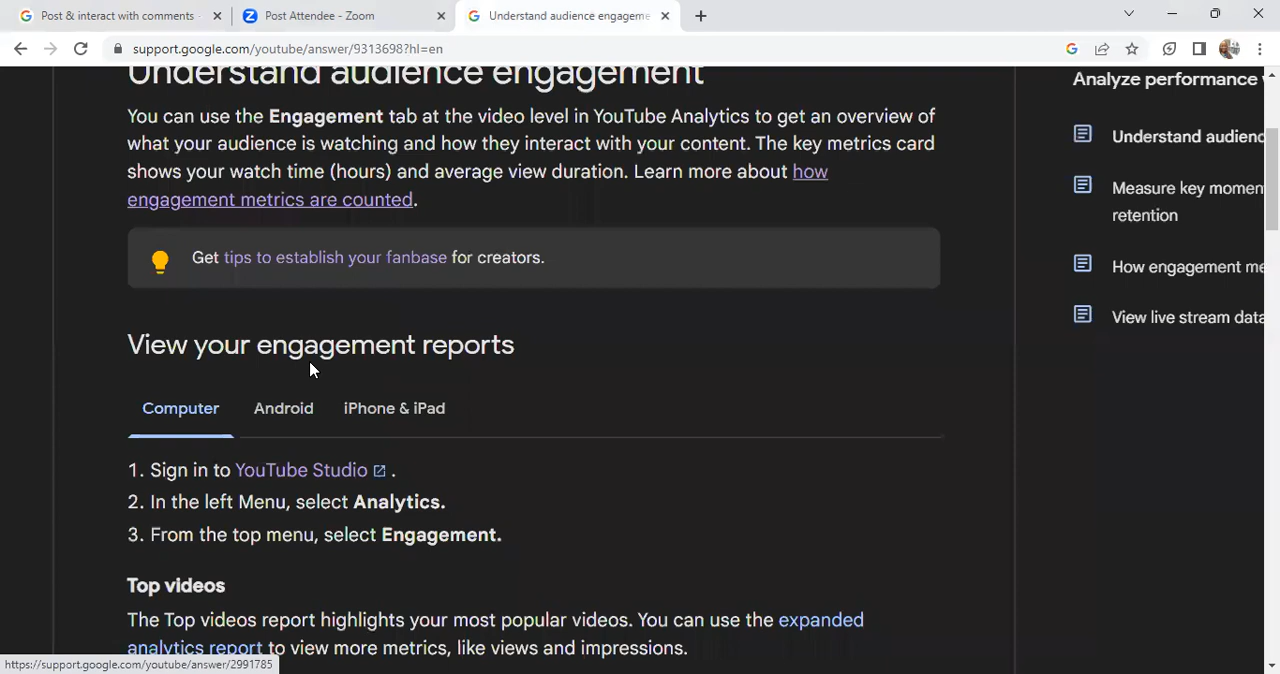 Post & interact with comments
Post Attendee - Zoom
Understand audience engageme
support.google.com/youtube/answer/9313698?hl=en
Understand audience engagement
You can use the Engagement tab at the video level in YouTube Analytics to get an overview of
what your audience is watching and how they interact with your content. The key metrics card
shows your watch time (hours) and average view duration. Learn more about how
engagement metrics are counted.
Get tips to establish your fanbase for creators.
View your engagement reports
Computer
Android
iPhone & iPad
1. Sign in to YouTube Studio .
2. In the left Menu, select Analytics.
3. From the top menu, select Engagement.
Top videos
The Top videos report highlights your most popular videos. You can use the expanded
analytics report to view more metrics, like views and impressions.
Analyze performance
Understand audienc
Measure key momen
retention
How engagement me
View live stream data
https://support.google.com/youtube/answer/2991785